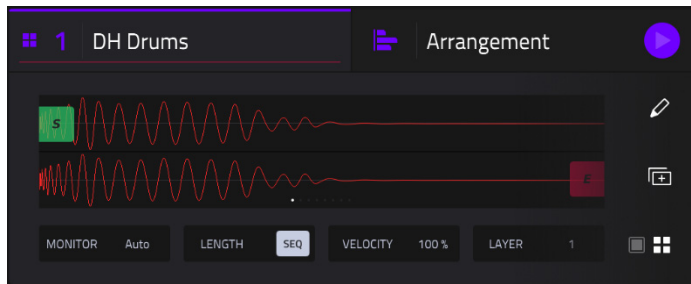 1 DH Drums Arrangement
S
E
MONITOR Auto LENGTH SEQ VELOCITY 100 % LAYER 1